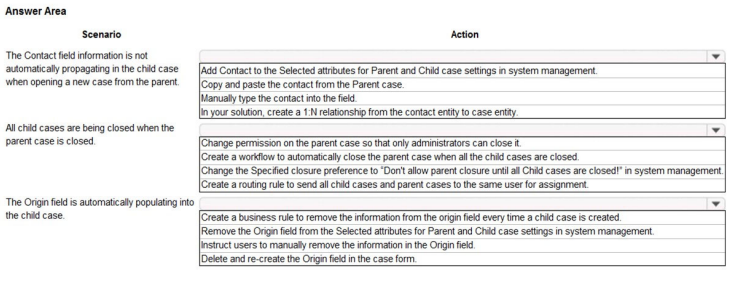 Answer Area
Scenario Action
The Contact field information is not
automatically propagating in the child case
when opening a new case from the parent.
Add Contact to the Selected attributes for Parent and Child case settings in system management.
Copy and paste the contact from the Parent case.
Manually type the contact into the field.
In your solution, create a 1:N relationship from the contact entity to case entity.
All child cases are being closed when the
parent case is closed.
Change permission on the parent case so that only administrators can close it.
Create a workflow to automatically close the parent case when all the child cases are closed.
Change the Specified closure preference to "Don't allow parent closure until all Child cases are closed!" in system management.
Create a routing rule to send all child cases and parent cases to the same user for assignment.
The Origin field is automatically populating into
the child case.
Create a business rule to remove the information from the origin field every time a child case is created.
Remove the Origin field from the Selected attributes for Parent and Child case settings in system management.
Instruct users to manually remove the information in the Origin field.
Delete and re-create the Origin field in the case form.